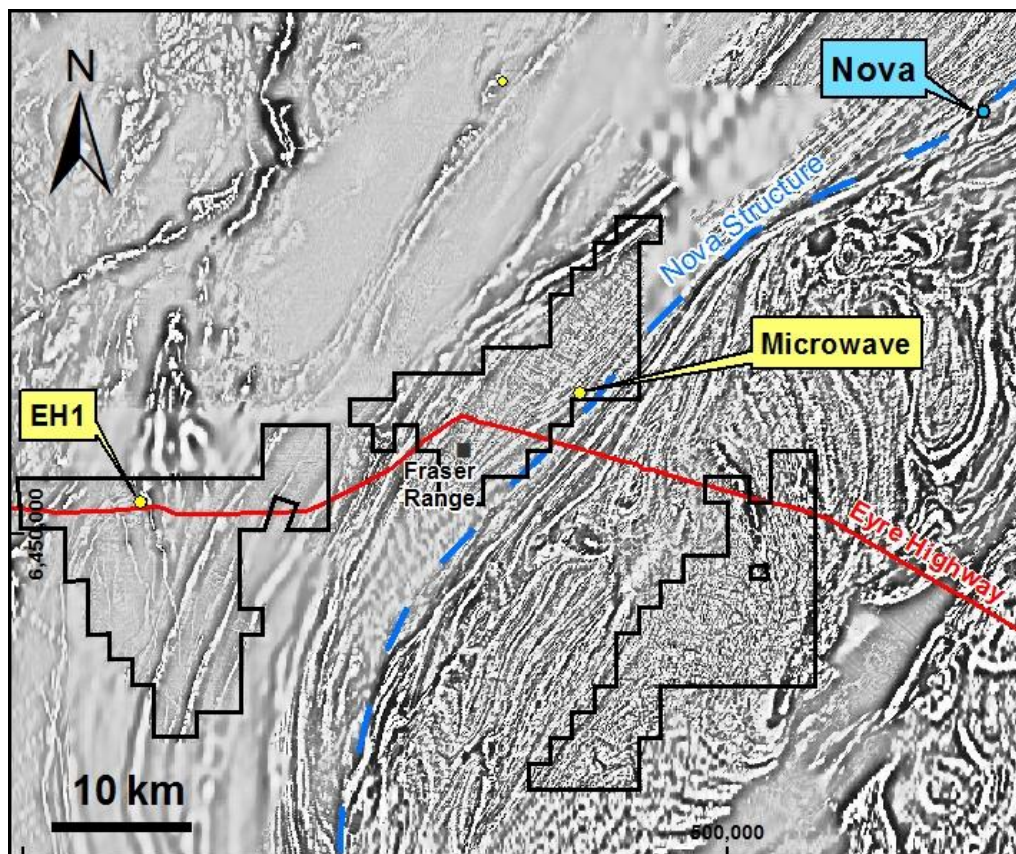 N
Nova
Nova Structure
Microwave
EH1
Fraser
Range
6,450,000
Eyre Highway
10 km
500,000